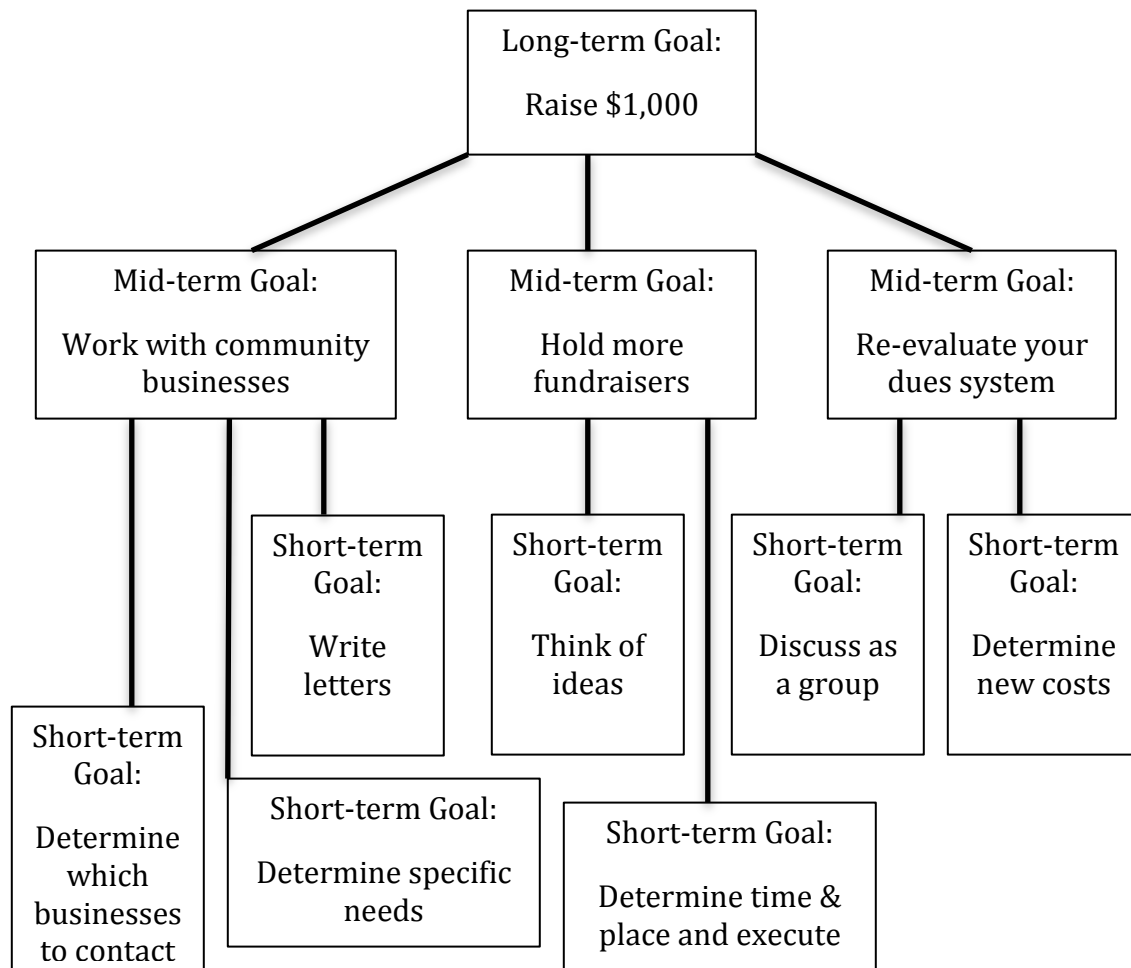 Long-term Goal:
Raise $1,000
Mid-term Goal:
Work with community
businesses
Mid-term Goal:
Hold more
fundraisers
Mid-term Goal:
Re-evaluate your
dues system
Short-term
Goal:
Determine
which
businesses
to contact
Short-term Goal:
Determine specific
needs
Short-term
Goal:
Write
letters
Short-term
Goal:
Think of
ideas
Short-term Goal:
Determine time &
place and execute
Short-term
Goal:
Discuss as
a group
Short-term
Goal:
Determine
new costs